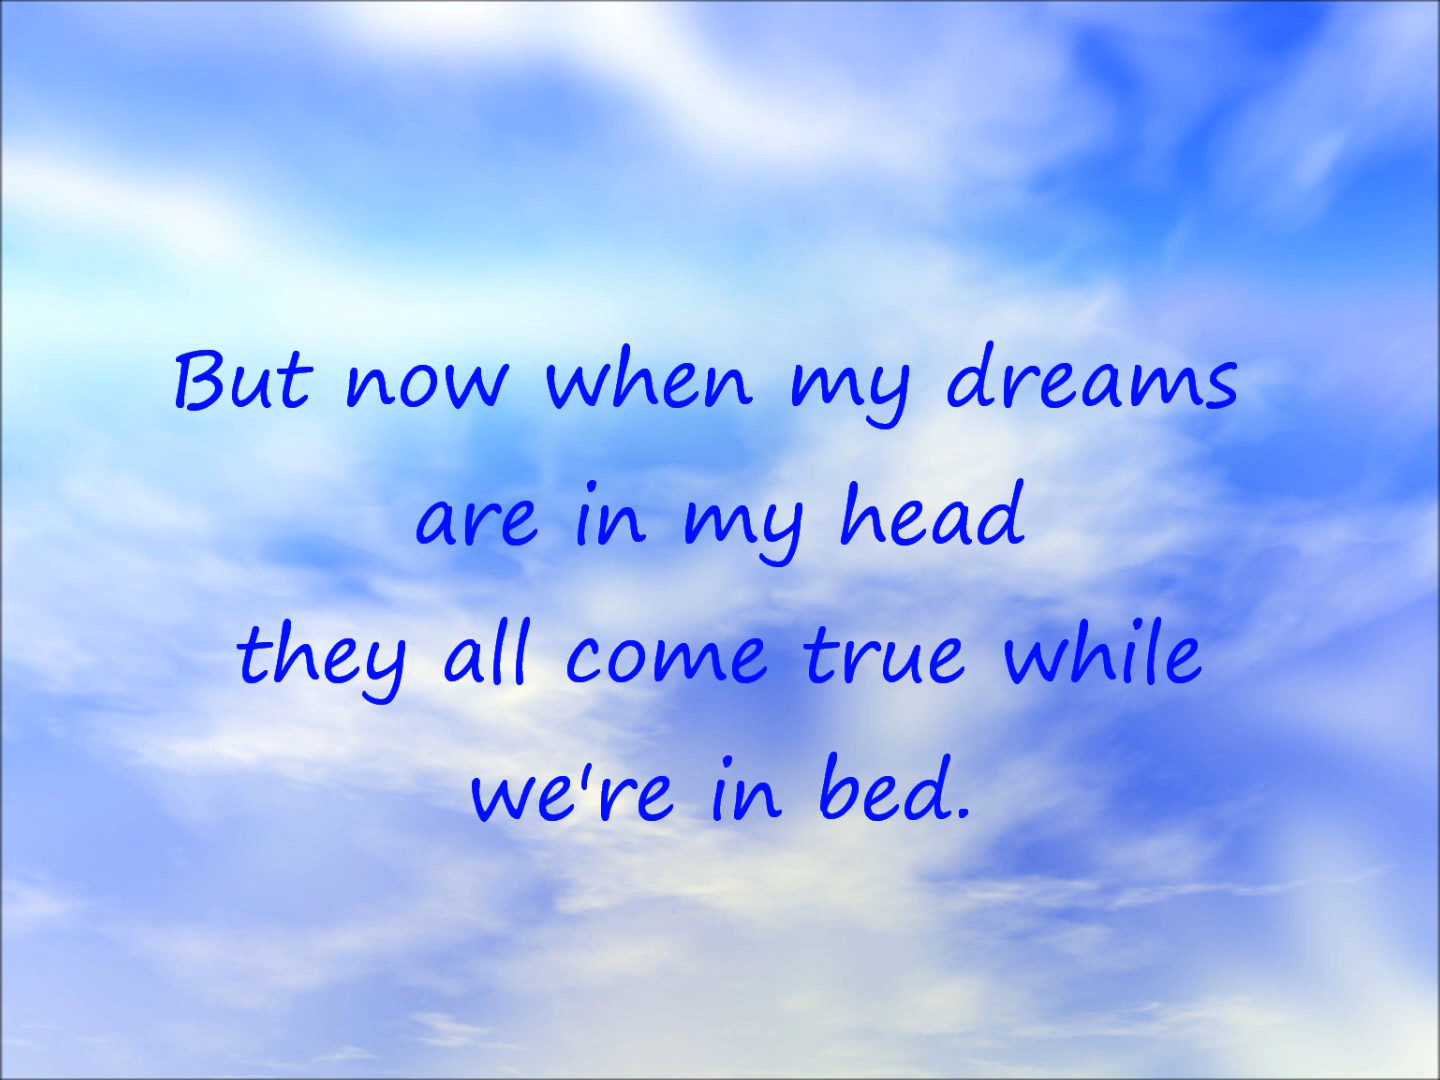 But now when my dreams
are in my head
they all come true while
we're in bed.